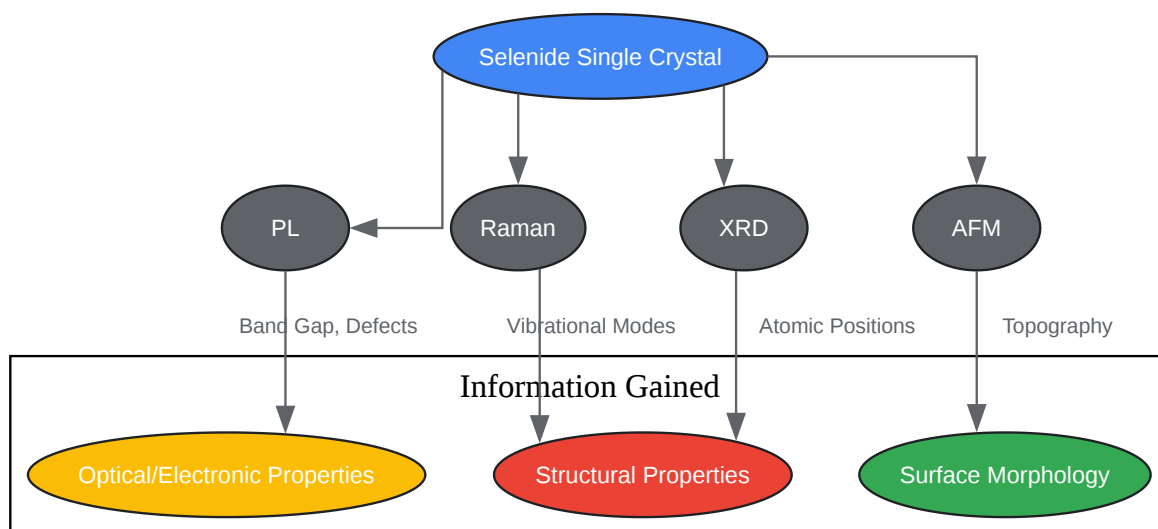 Selenide Single Crystal
PL
Raman
XRD
AFM
Band Gap, Defects
Vibrational Modes
Atomic Positions
Topography
Information Gained
Optical/Electronic Properties
Structural Properties
Surface Morphology